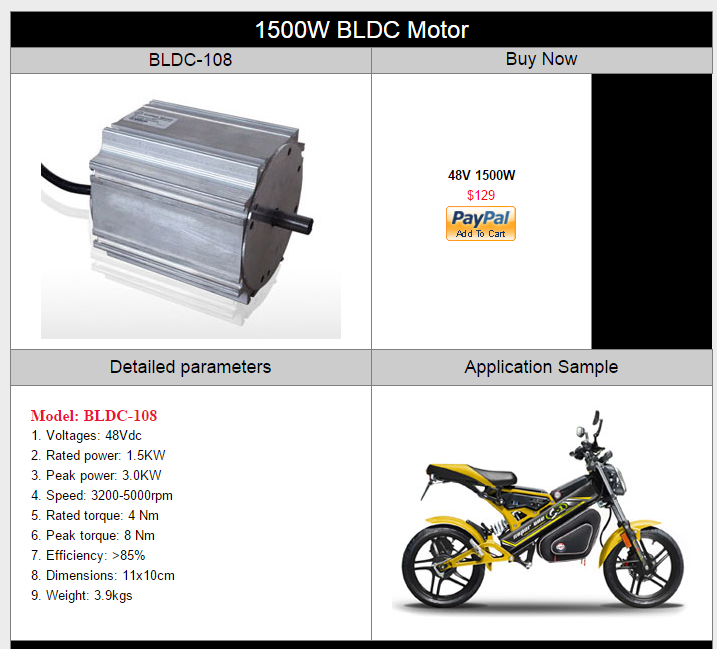 1500W BLDC Motor
BLDC-108
Buy Now
48V 1500W
$129
PayPal
Add To Cart
Detailed parameters
Application Sample
Model: BLDC-108
1. Voltages: 48Vdc
2. Rated power: 1.5KW
3. Peak power: 3.0KW
4. Speed: 3200-5000rpm
5. Rated torque: 4 Nm
6. Peak torque: 8 Nm
7. Efficiency: >85%
8. Dimensions: 11x10cm
9. Weight: 3.9kgs